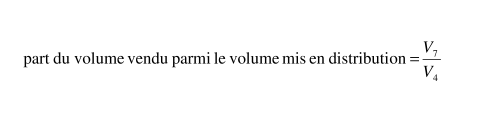 part du volume vendu parmi le volume mis en distribution = V₇/V₄